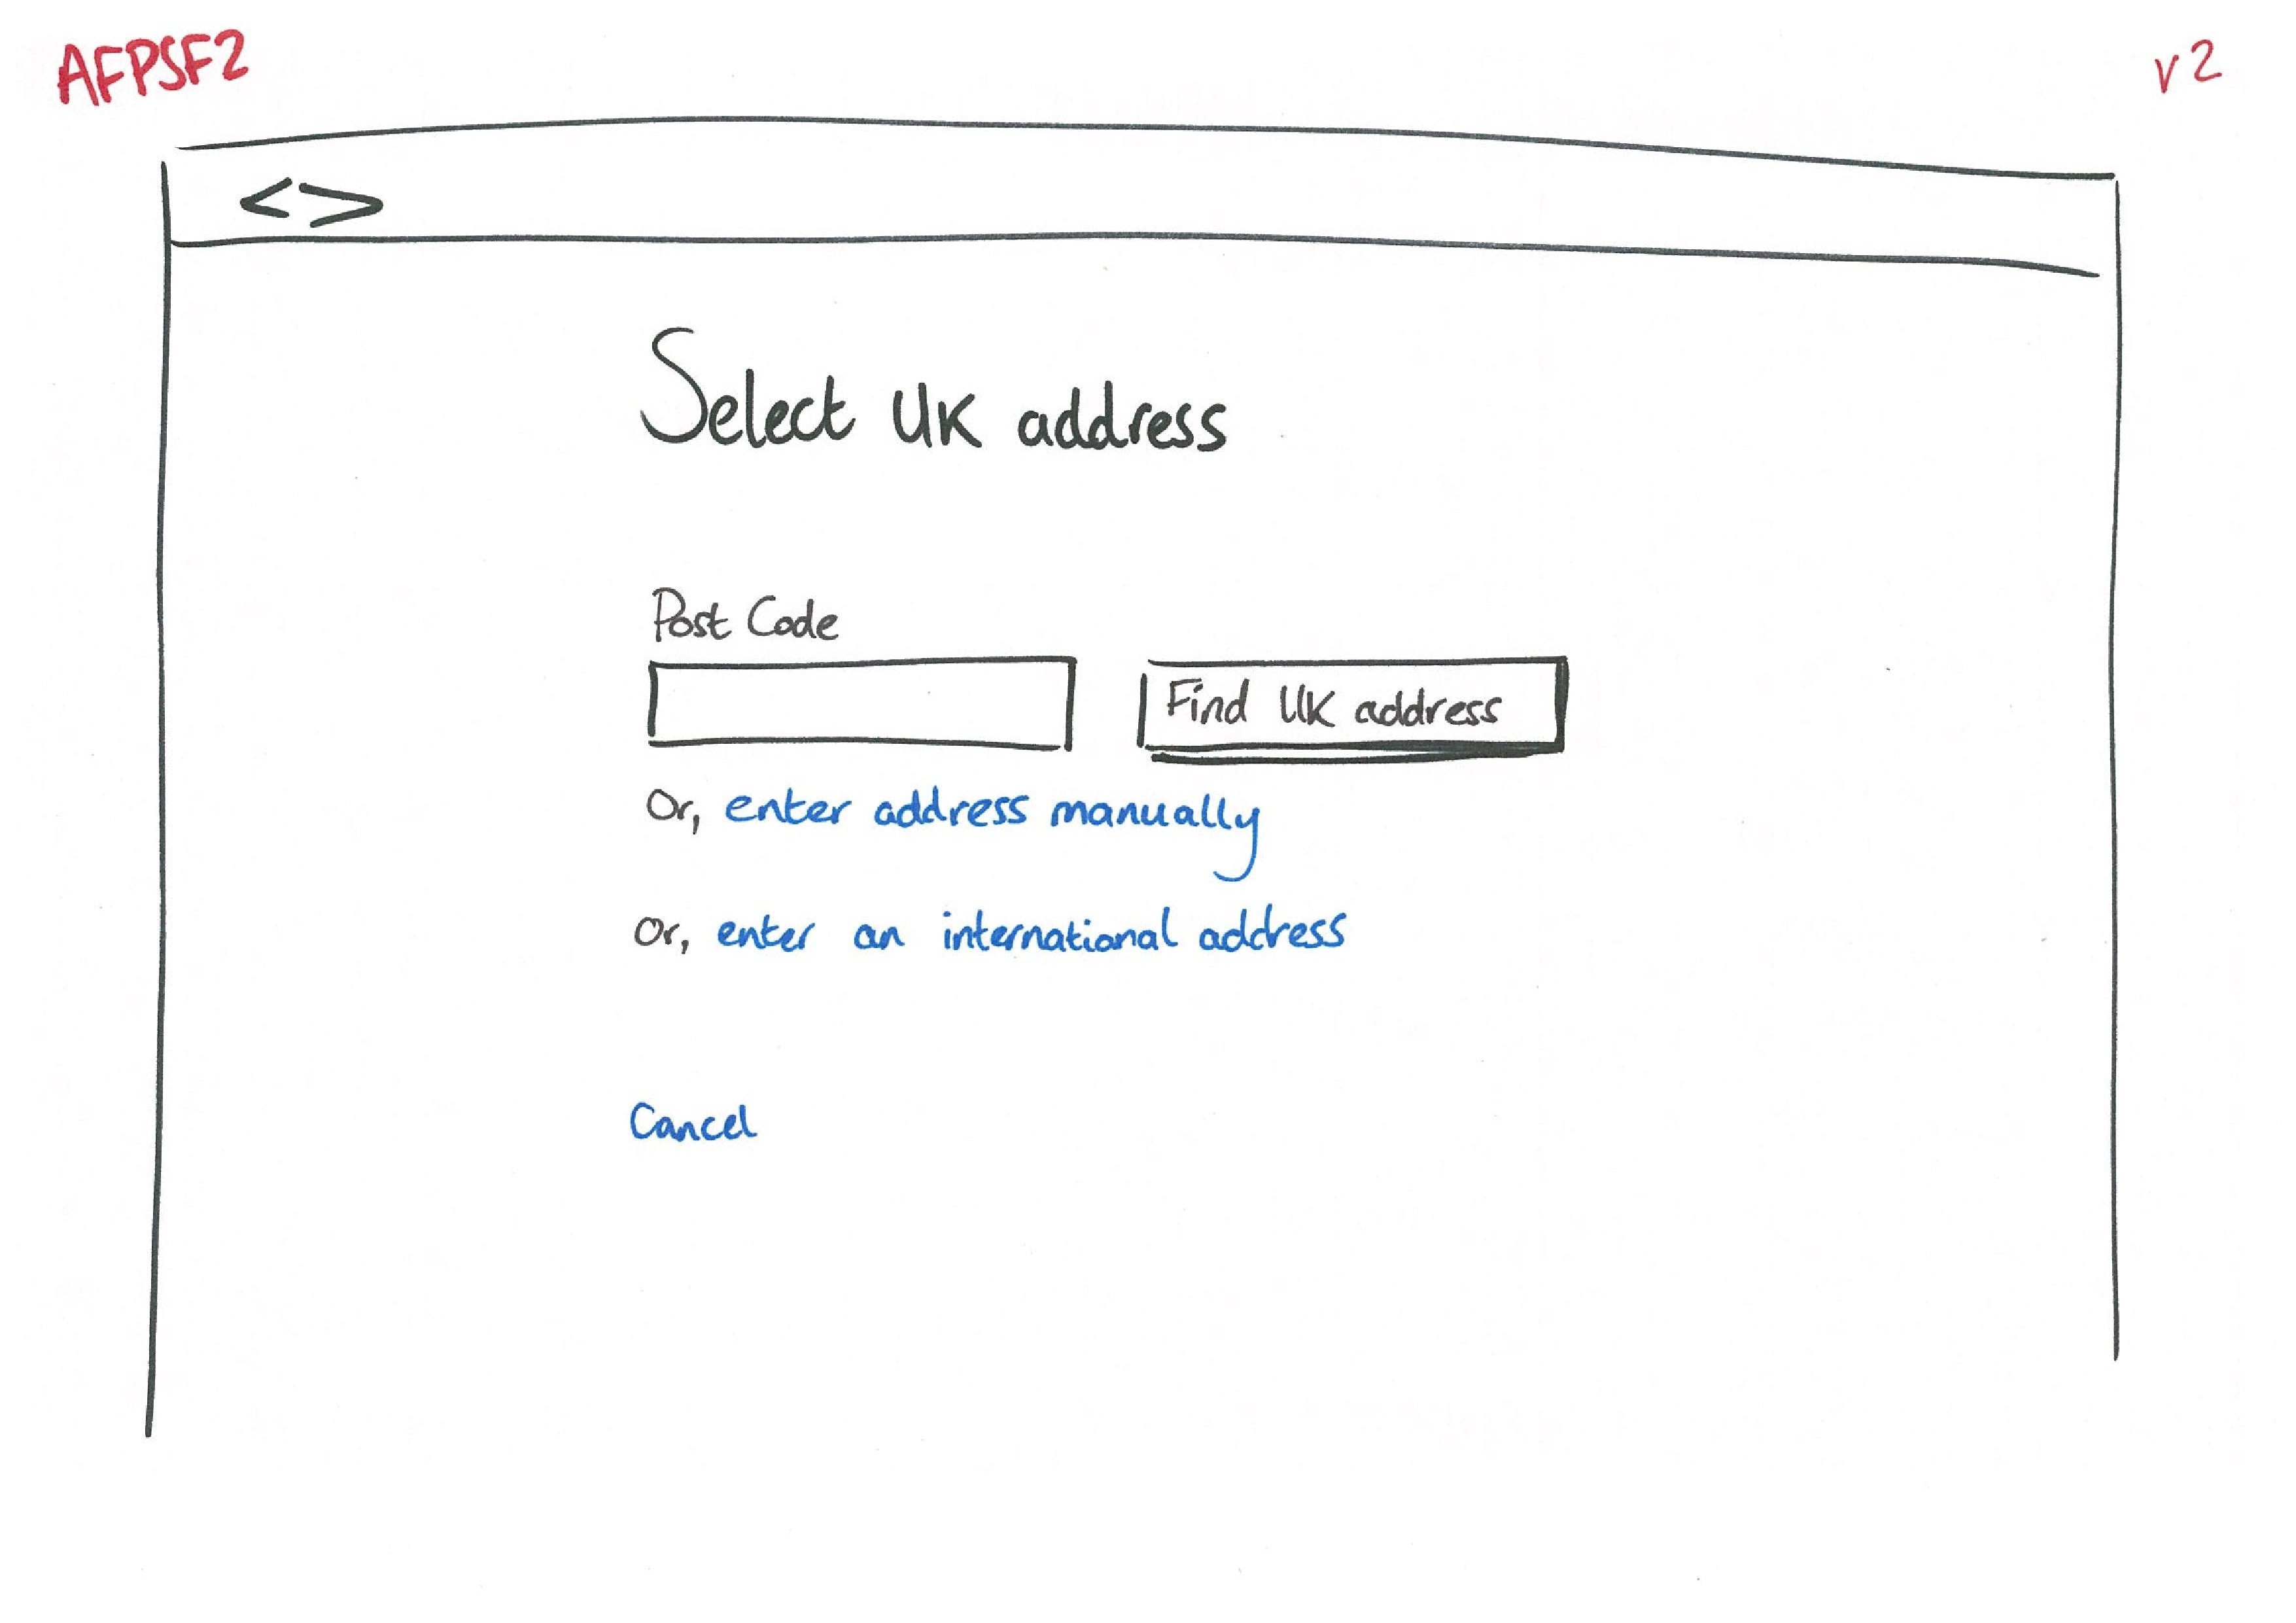 AFPSF2
v2
<>
Select UK address
Post Code
Find UK address
Or, enter address manually
Or, enter an international address
Cancel